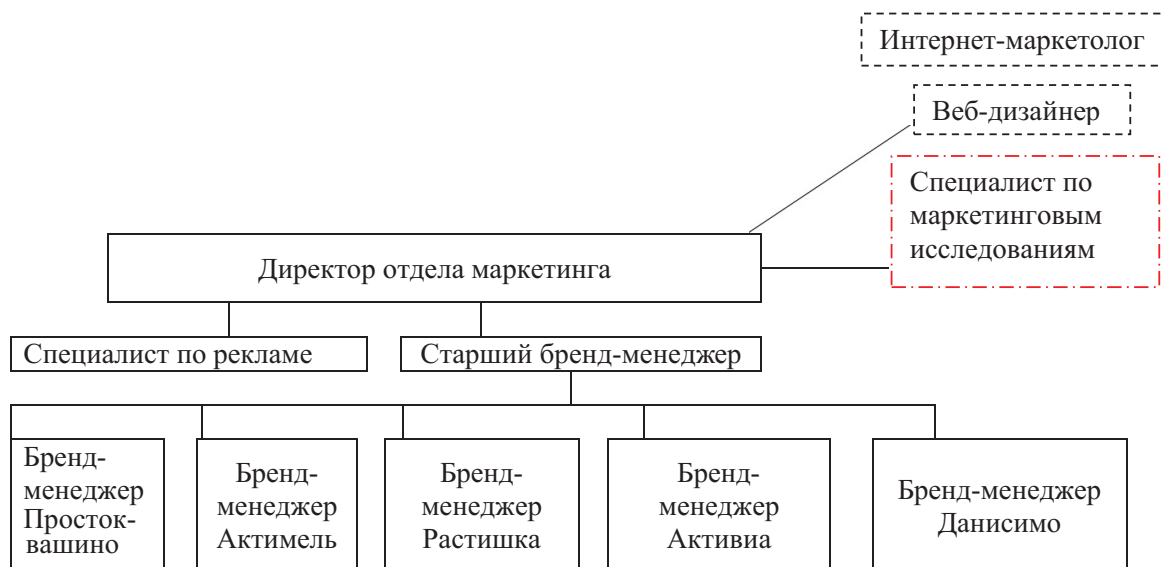 Интернет-маркетолог
Веб-дизайнер
Специалист по
маркетинговым
исследованиям
Директор отдела маркетинга
Специалист по рекламе
Старший бренд-менеджер
Бренд-
менеджер
Просток-
вашино
Бренд-
менеджер
Актимель
Бренд-
менеджер
Растишка
Бренд-
менеджер
Активиа
Бренд-менеджер
Данисимо